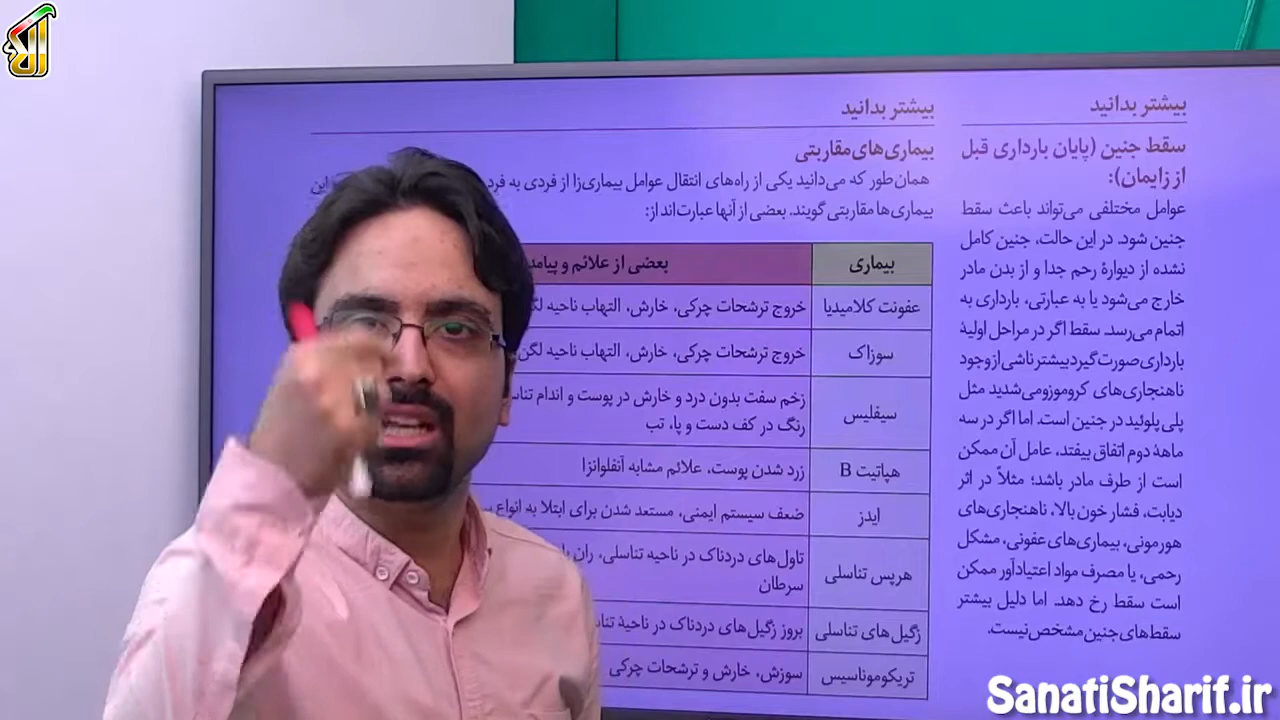 آلا
بیشتر بدانید
سقط جنین (پایان بارداری قبل
از زایمان):
عوامل مختلفی می‌تواند باعث سقط
جنین شود. در این حالت، جنین کامل
نشده از دیوارهٔ رحم جدا و از بدن مادر
خارج می‌شود یا به عبارتی، بارداری به
اتمام می‌رسد. سقط اگر در مراحل اولیهٔ
بارداری صورت گیرد بیشتر ناشی از وجود
ناهنجاری‌های کروموزومی شدید مثل
پلی پلوئید در جنین است. اما اگر در سه
ماههٔ دوم اتفاق بیفتد، عامل آن ممکن
است از طرف مادر باشد؛ مثلاً در اثر
دیابت، فشار خون بالا، ناهنجاری‌های
هورمونی، بیماری‌های عفونی، مشکل
رحمی، یا مصرف مواد اعتیادآور ممکن
است سقط رخ دهد. اما دلیل بیشتر
سقط‌های جنین مشخص نیست.
بیشتر بدانید
بیماری‌های مقاربتی
همان‌طور که می‌دانید یکی از راه‌های انتقال عوامل بیماری‌زا از فردی به فرد این
بیماری‌ها مقاربتی گویند. بعضی از آنها عبارت‌اند از:
بیماری بعضی از علائم و
عفونت کلامیدیا خروج ترشحات چرکی، خارش، التهاب ناحیه
سوزاک خروج ترشحات چرکی، خارش، التهاب ناحیه لگن
سیفلیس زخم سفت بدون درد و خارش در پوست و اندام
رنگ در کف دست و پا، تب
هپاتیت B زرد شدن پوست، علائم مشابه آنفلوانزا
ایدز ضعف سیستم ایمنی، مستعد شدن برای ابتلا به انواع
هرپس تناسلی تاول‌های دردناک در ناحیه تناسلی، ران
سرطان
زگیل‌های تناسلی بروز زگیل‌های دردناک در ناحیهٔ
تریکوموناسیس سوزش، خارش و ترشحات چرکی
SanatiSharif.ir